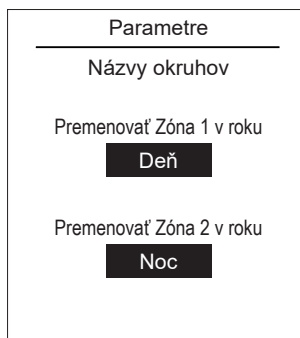 Parametre
Názvy okruhov
Premenovať Zóna 1 v roku
Deň
Premenovať Zóna 2 v roku
Noc